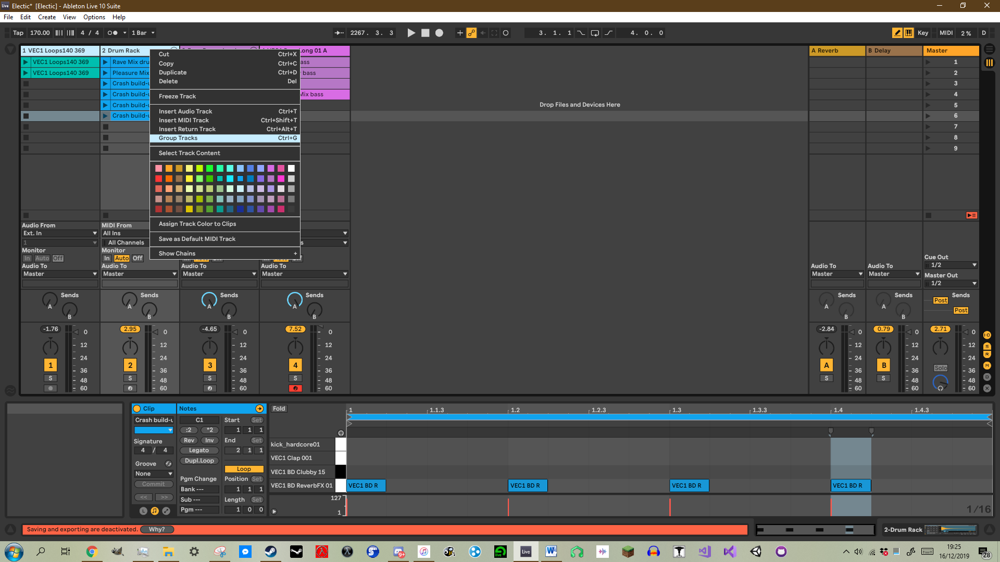 Electic* [Electic] - Ableton Live 10 Suite
File Edit Create View Options Help
Tap 170.00 4 / 4 1 Bar 2267. 3. 3 3. 1. 1 4. 0. 0 Key MIDI 2 % D
1 VEC1 Loops140 369
VEC1 Loops140 369
VEC1 Loops140 369
2 Drum Rack
Rave Mix dru
Pleasure Mix
Crash build-u
Crash build-u
Crash build-u
Crash build-u
Long 01 A
ass
bass
Mix bass
Cut Ctrl+X
Copy Ctrl+C
Duplicate Ctrl+D
Delete Del
Freeze Track
Insert Audio Track Ctrl+T
Insert MIDI Track Ctrl+Shift+T
Insert Return Track Ctrl+Alt+T
Group Tracks Ctrl+G
Select Track Content
Assign Track Color to Clips
Save as Default MIDI Track
Show Chains +
Drop Files and Devices Here
A Reverb
B Delay
Master
1
2
3
4
5
6
7
8
9
Audio From MIDI From
Ext. In All Ins
1 All Channels s
Monitor Monitor
In Auto Off In Auto Off
Audio To Audio To Audio To Audio To
Master Master Master Master
Cue Out
1/2
Audio To Audio To Master Out
Master Master 1/2
Sends Sends Sends Sends Sends Sends Sends
A A A A A A Post
B B B B B B Post
-1.76 2.95 -4.65 7.52 -2.84 0.79 2.71
0 0 0 0 0 0 0
12 12 12 12 12 12 12
24 24 24 24 24 24 24
1 2 3 4 A B
36 36 36 36 36 36 36
S S S S S S Solo
48 48 48 48 48 48 48
60 60 60 60 60 60 60
I-O
S
R
M
D
X
Clip
Crash build-u
Signature
4 / 4
Groove
None
Commit
<< >>
L
Notes
C1
:2 *2
Rev Inv
Legato
Dupl.Loop
Pgm Change
Bank ---
Sub ---
Pgm ---
Start Set
1 1 1
End Set
2 1 1
Loop
Position Set
1 1 1
Length Set
1 0 0
Fold
1 1.1.3 1.2 1.2.3 1.3 1.3.3 1.4 1.4.3
kick_hardcore01
VEC1 Clap 001
VEC1 BD Clubby 15
VEC1 BD ReverbFX 01 VEC1 BD R VEC1 BD R VEC1 BD R VEC1 BD R
127
1
1/16
Saving and exporting are deactivated. Why?
2-Drum Rack
9+
live
Live
19:25
16/12/2019
28